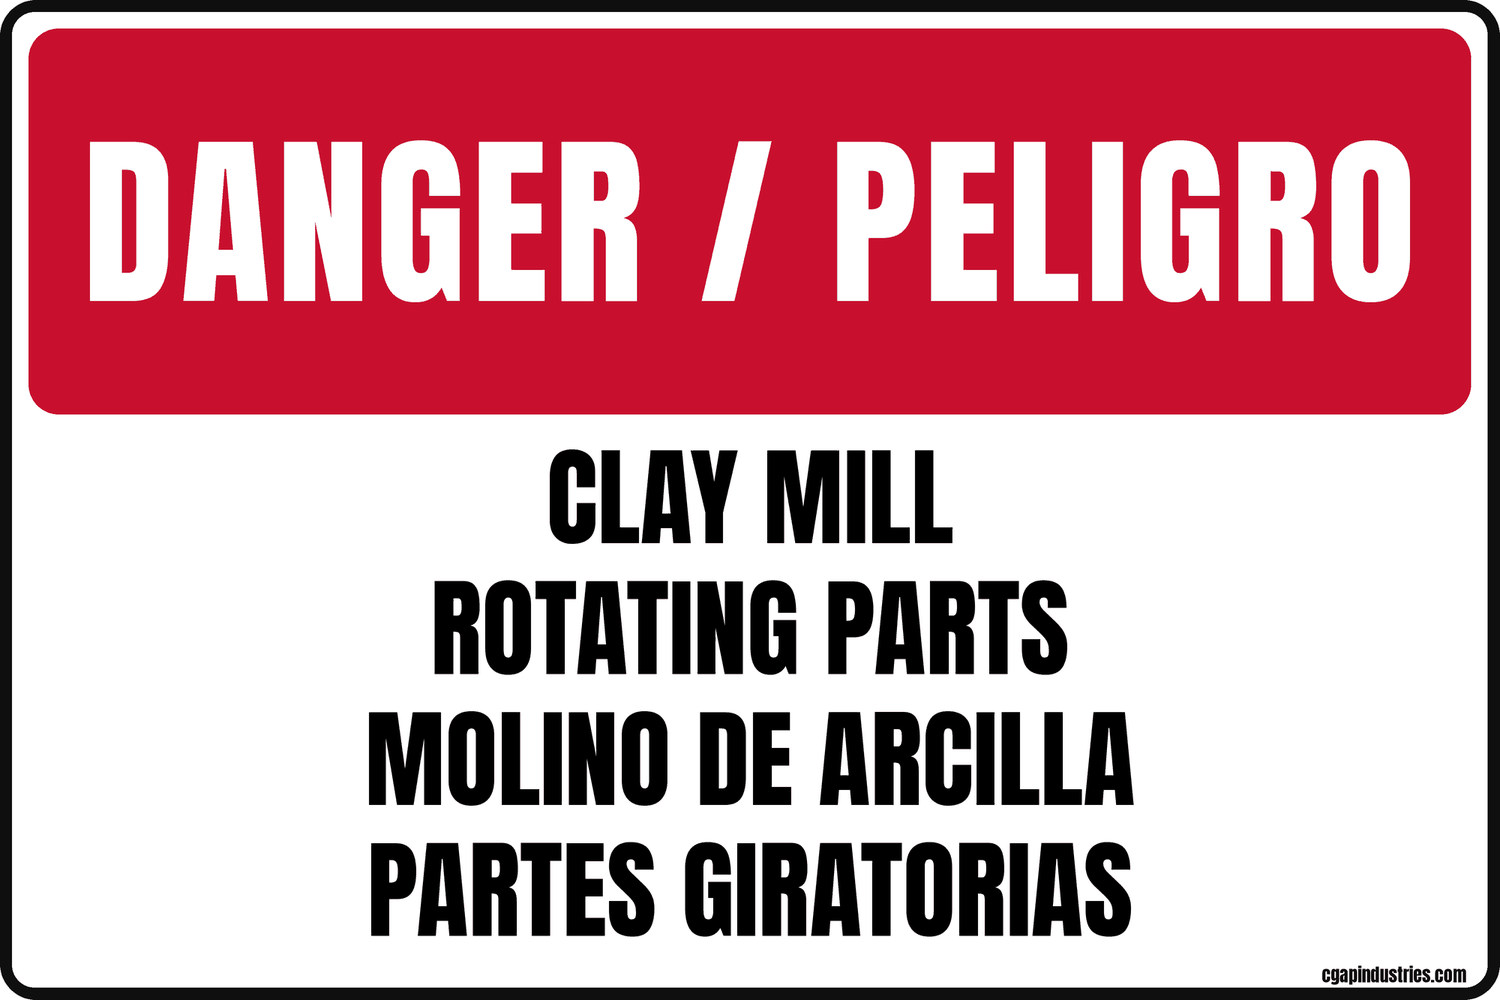 DANGER / PELIGRO
CLAY MILL
ROTATING PARTS
MOLINO DE ARCILLA
PARTES GIRATORIAS
cgapindustries.com